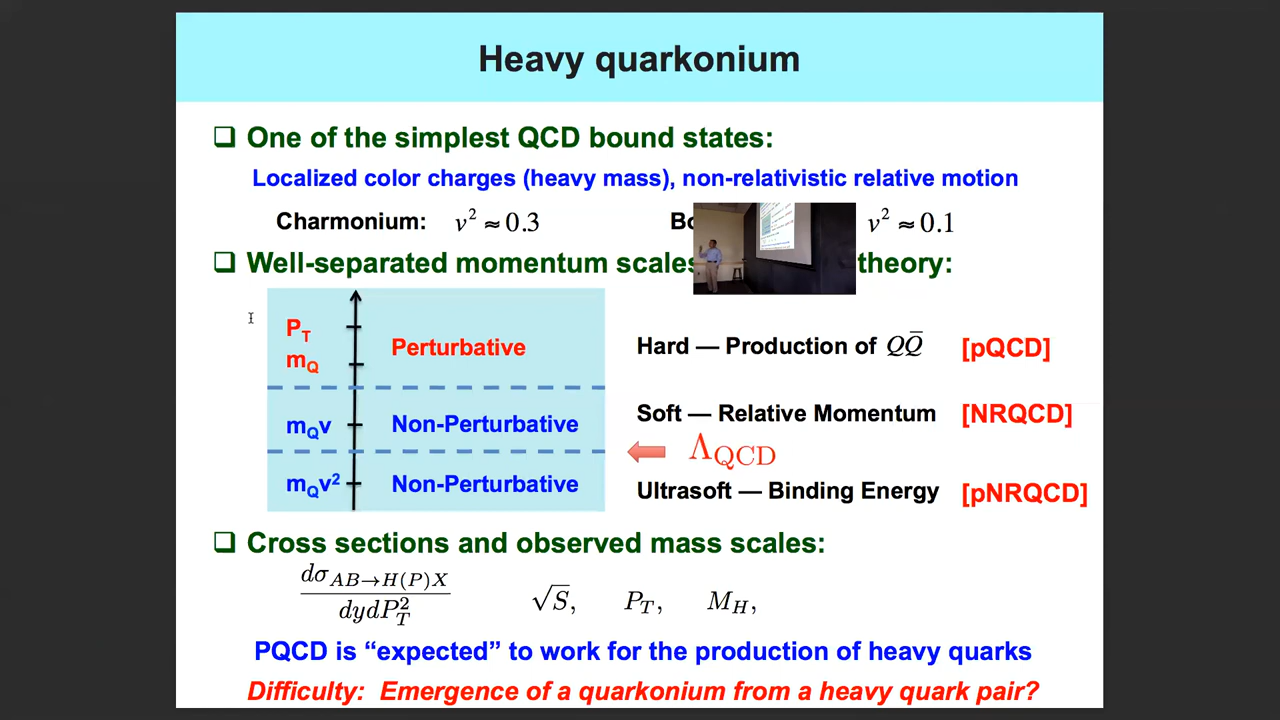 Heavy quarkonium
❑ One of the simplest QCD bound states:
Localized color charges (heavy mass), non-relativistic relative motion
Charmonium: v² ≈ 0.3 v² ≈ 0.1
❑ Well-separated momentum scales theory:
P_T
m_Q
Perturbative
Hard — Production of QQ̄ [pQCD]
m_Qv Non-Perturbative
Soft — Relative Momentum [NRQCD]
Λ_QCD
m_Qv² Non-Perturbative
Ultrasoft — Binding Energy [pNRQCD]
❑ Cross sections and observed mass scales:
dσ_{AB→H(P)X} / dydP_T² √S, P_T, M_H,
PQCD is “expected” to work for the production of heavy quarks
Difficulty: Emergence of a quarkonium from a heavy quark pair?